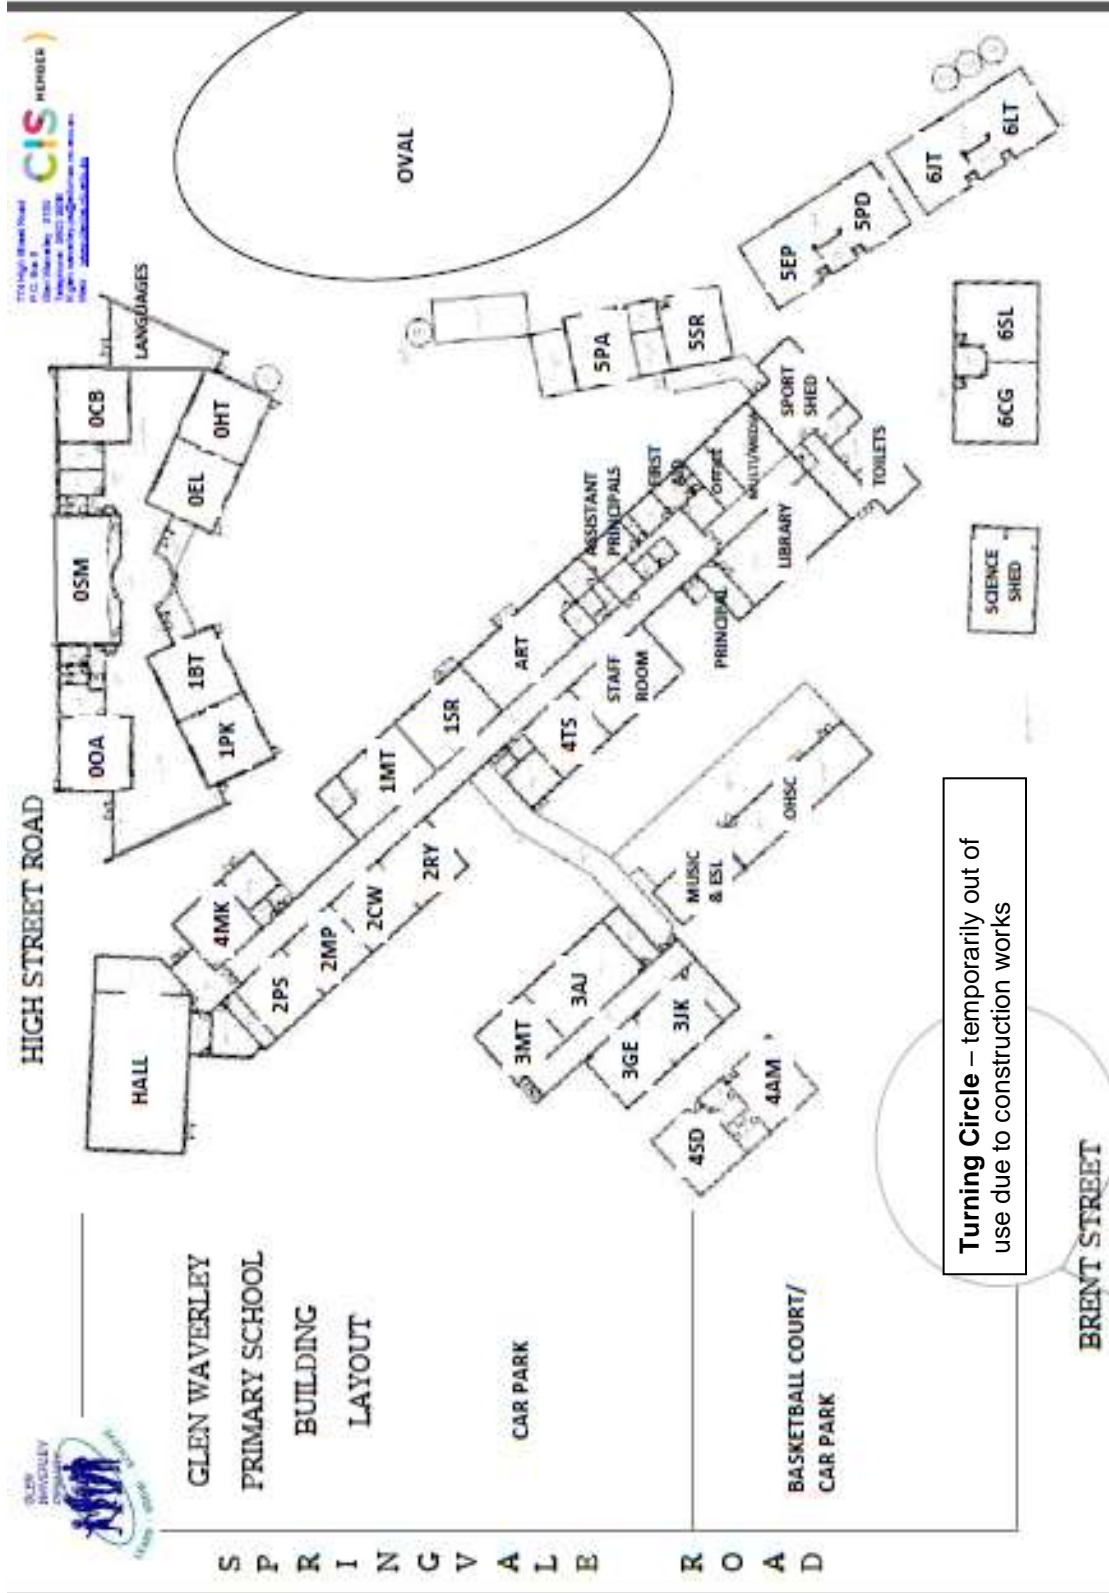 HIGH STREET ROAD
CIS MEMBER
GLEN WAVERLEY
PRIMARY SCHOOL
BUILDING
LAYOUT
SPRINGVALE ROAD
CAR PARK
BASKETBALL COURT/
CAR PARK
BRENT STREET
Turning Circle – temporarily out of
use due to construction works
HALL
4MK
2PS
2MP
2CW
2RY
1MT
1SR
ART
0OA
0SM
0CB
1PK
1BT
0EL
0HT
LANGUAGES
OVAL
ASSISTANT
PRINCIPALS
FIRST
AID
OFFICE
MULTI/MEDIA
SPORT
SHED
TOILETS
LIBRARY
PRINCIPAL
STAFF
ROOM
4TS
MUSIC
& ESL
OHSC
3MT
3AJ
3GE
3JK
4SD
4AM
5PA
5SR
5EP
5PD
6JT
6LT
6CG
6SL
SCIENCE
SHED